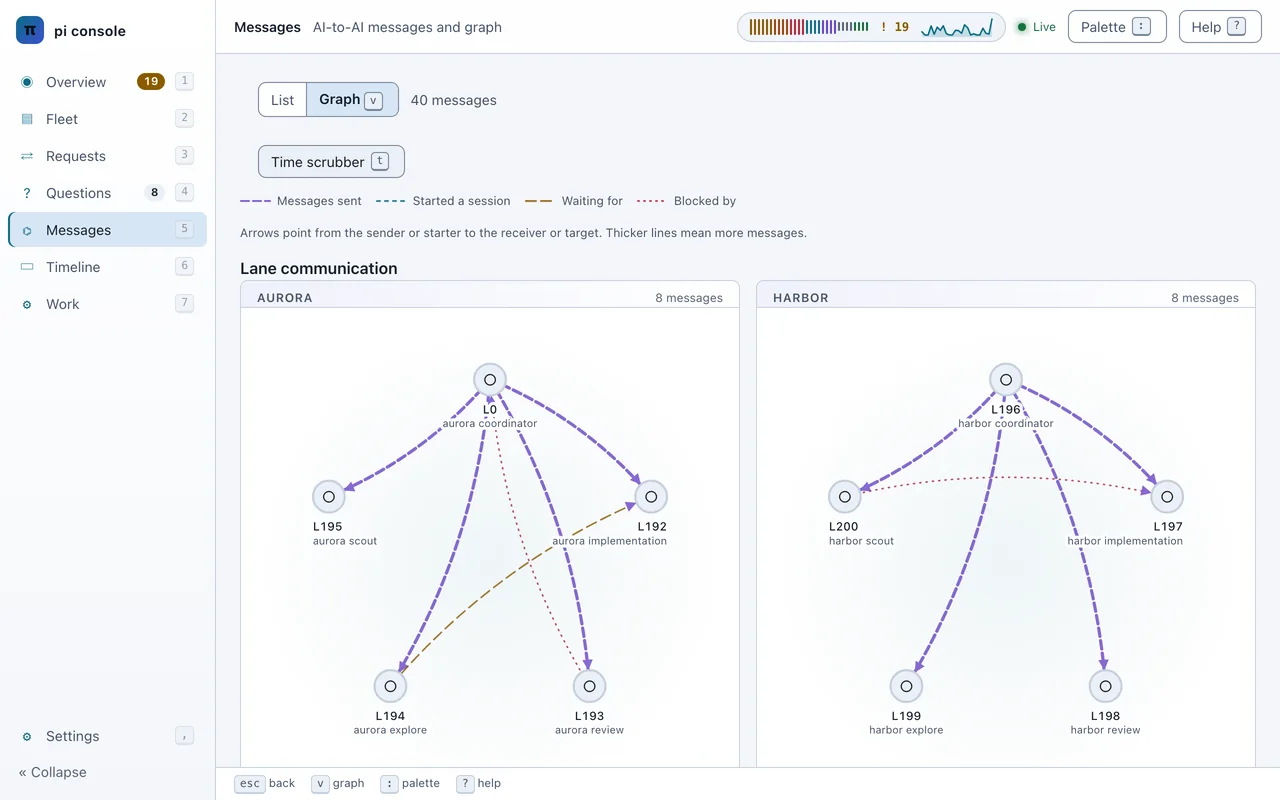 π pi console
Overview 19 1
Fleet 2
Requests 3
? Questions 8 4
Messages 5
Timeline 6
Work 7
Settings ,
« Collapse
Messages AI-to-AI messages and graph
! 19
Live
Palette :
Help ?
List Graph v 40 messages
Time scrubber t
Messages sent Started a session Waiting for Blocked by
Arrows point from the sender or starter to the receiver or target. Thicker lines mean more messages.
Lane communication
AURORA 8 messages
L0
aurora coordinator
L195
aurora scout
L192
aurora implementation
L194
aurora explore
L193
aurora review
HARBOR 8 messages
L196
harbor coordinator
L200
harbor scout
L197
harbor implementation
L199
harbor explore
L198
harbor review
esc back v graph : palette ? help